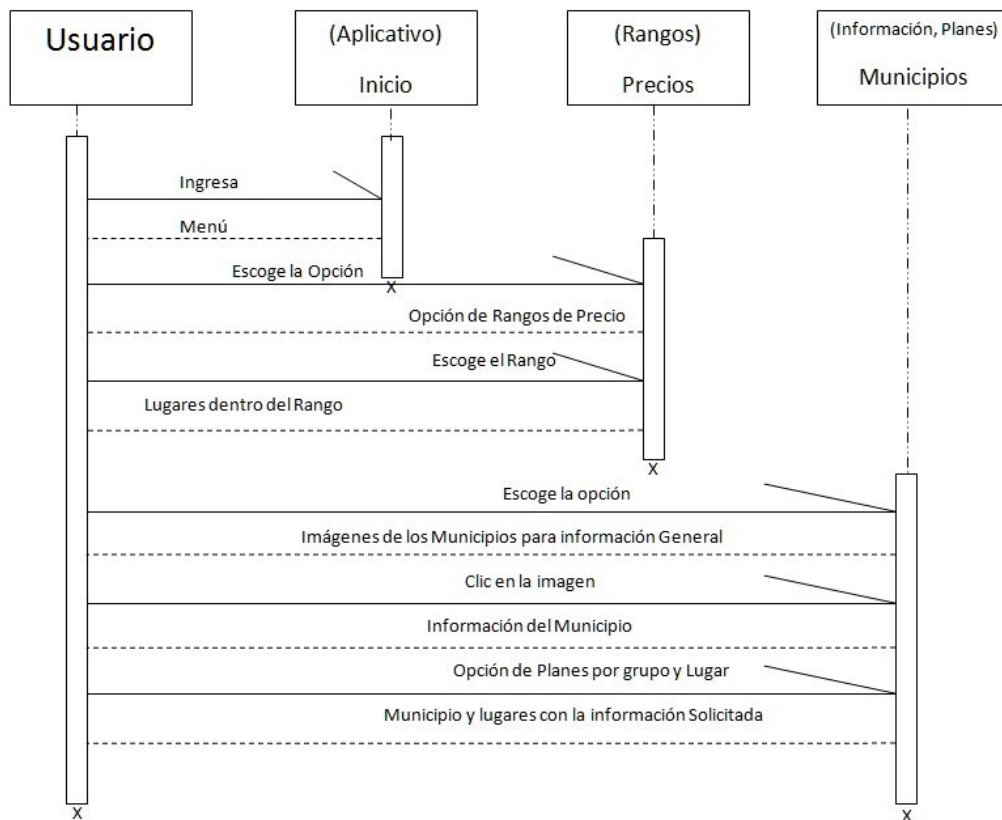 Usuario
(Aplicativo)
Inicio
(Rangos)
Precios
(Información, Planes)
Municipios
Ingresa
Menú
Escoge la Opción
X
Opción de Rangos de Precio
Escoge el Rango
Lugares dentro del Rango
X
Escoge la opción
Imágenes de los Municipios para información General
Clic en la imagen
Información del Municipio
Opción de Planes por grupo y Lugar
Municipio y lugares con la información Solicitada
X
X